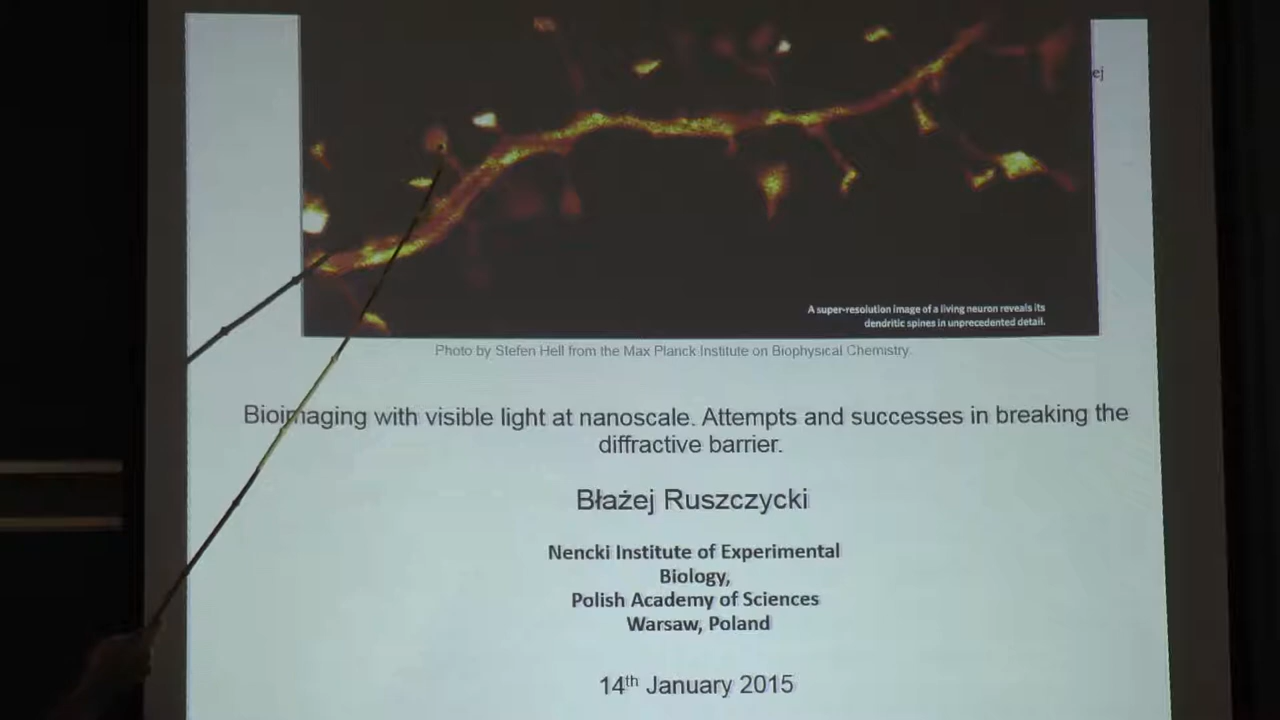 ej
A super-resolution image of a living neuron reveals its
dendritic spines in unprecedented detail.
Photo by Stefen Hell from the Max Planck Institute on Biophysical Chemistry
Bioimaging with visible light at nanoscale. Attempts and successes in breaking the
diffractive barrier.
Błażej Ruszczycki
Nencki Institute of Experimental
Biology,
Polish Academy of Sciences
Warsaw, Poland
14th January 2015